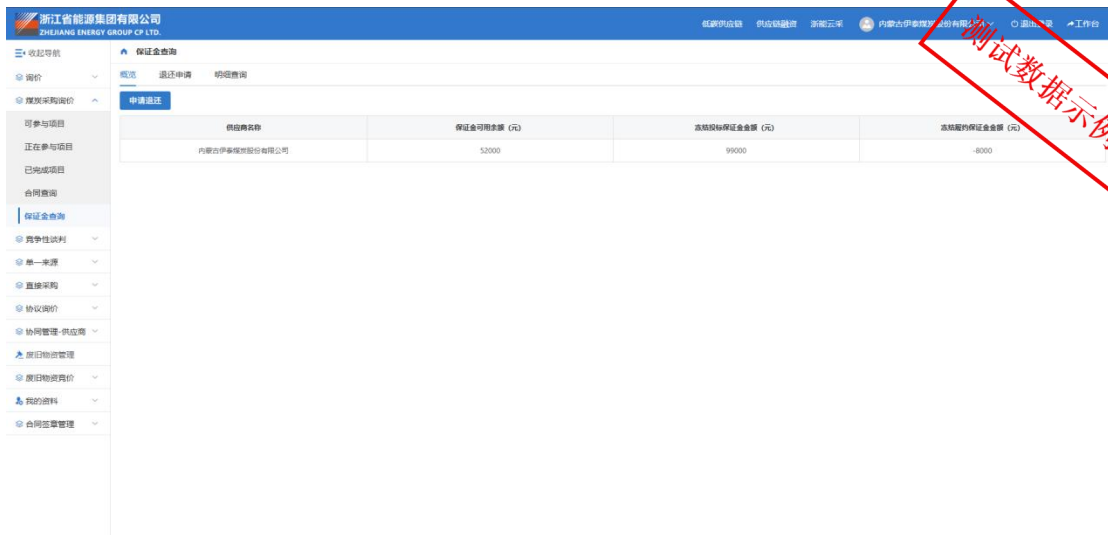 浙江省能源集团有限公司
ZHEJIANG ENERGY GROUP CP LTD.
低碳供应链 供应链融资 浙能云采 内蒙古伊泰煤炭股份有限公司 退出登录 工作台
测试数据示例
收起导航
保证金查询
询价
概览 退还申请 明细查询
煤炭采购询价
申请退还
可参与项目
供应商名称 保证金可用余额（元） 冻结投标保证金金额（元） 冻结履约保证金金额（元）
正在参与项目
内蒙古伊泰煤炭股份有限公司 52000 99000 -8000
已完成项目
合同查询
保证金查询
竞争性谈判
单一来源
直接采购
协议询价
协同管理-供应商
废旧物资管理
废旧物资竞价
我的资料
合同签章管理